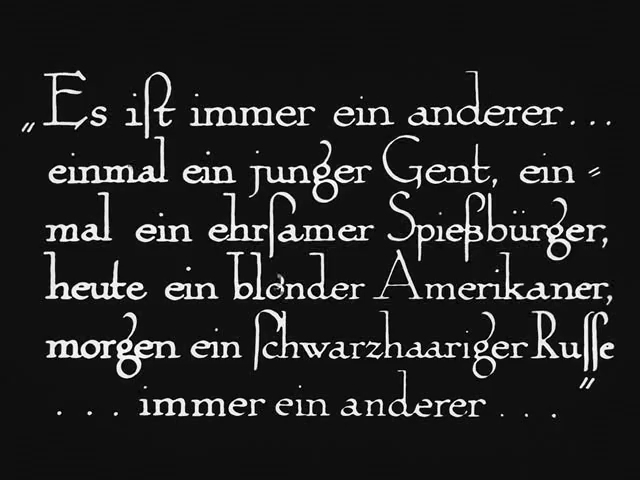 „Es iſt immer ein anderer...
einmal ein junger Gent, ein⸗
mal ein ehrſamer Spießbürger,
heute ein blonder Amerikaner,
morgen ein ſchwarzhaariger Ruſſe
... immer ein anderer ..."